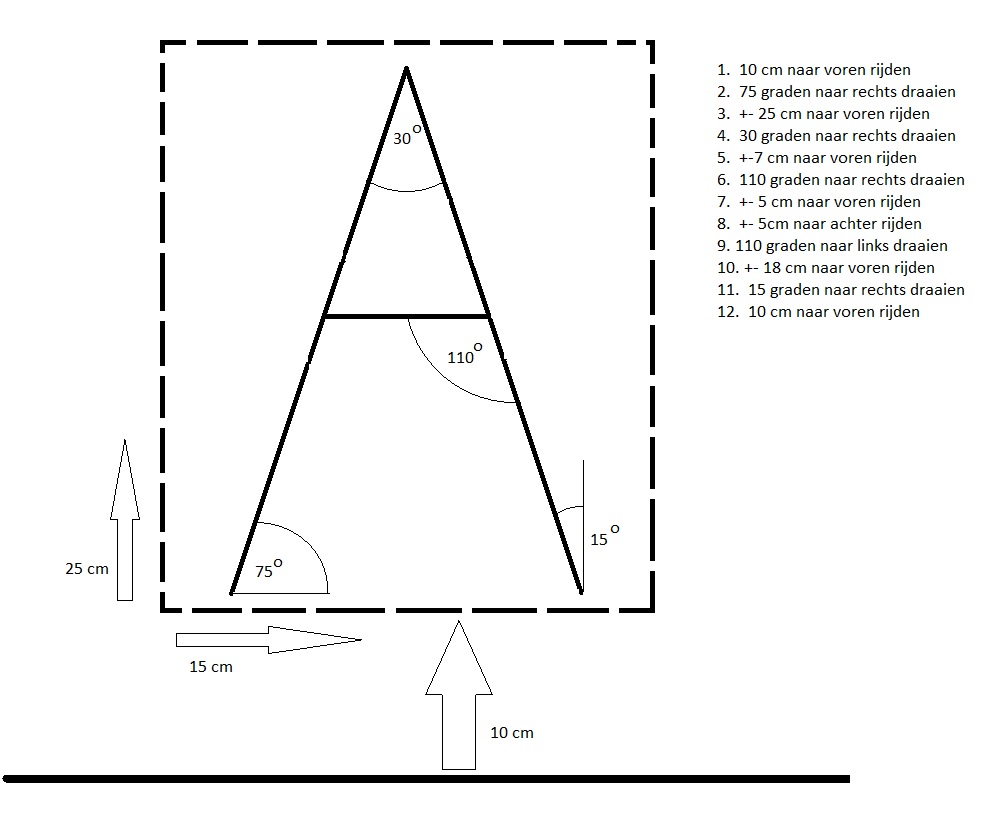 1. 10 cm naar voren rijden
2. 75 graden naar rechts draaien
3. +- 25 cm naar voren rijden
4. 30 graden naar rechts draaien
5. +-7 cm naar voren rijden
6. 110 graden naar rechts draaien
7. +- 5 cm naar voren rijden
8. +- 5cm naar achter rijden
9. 110 graden naar links draaien
10. +- 18 cm naar voren rijden
11. 15 graden naar rechts draaien
12. 10 cm naar voren rijden
30°
110°
15°
75°
25 cm
15 cm
10 cm